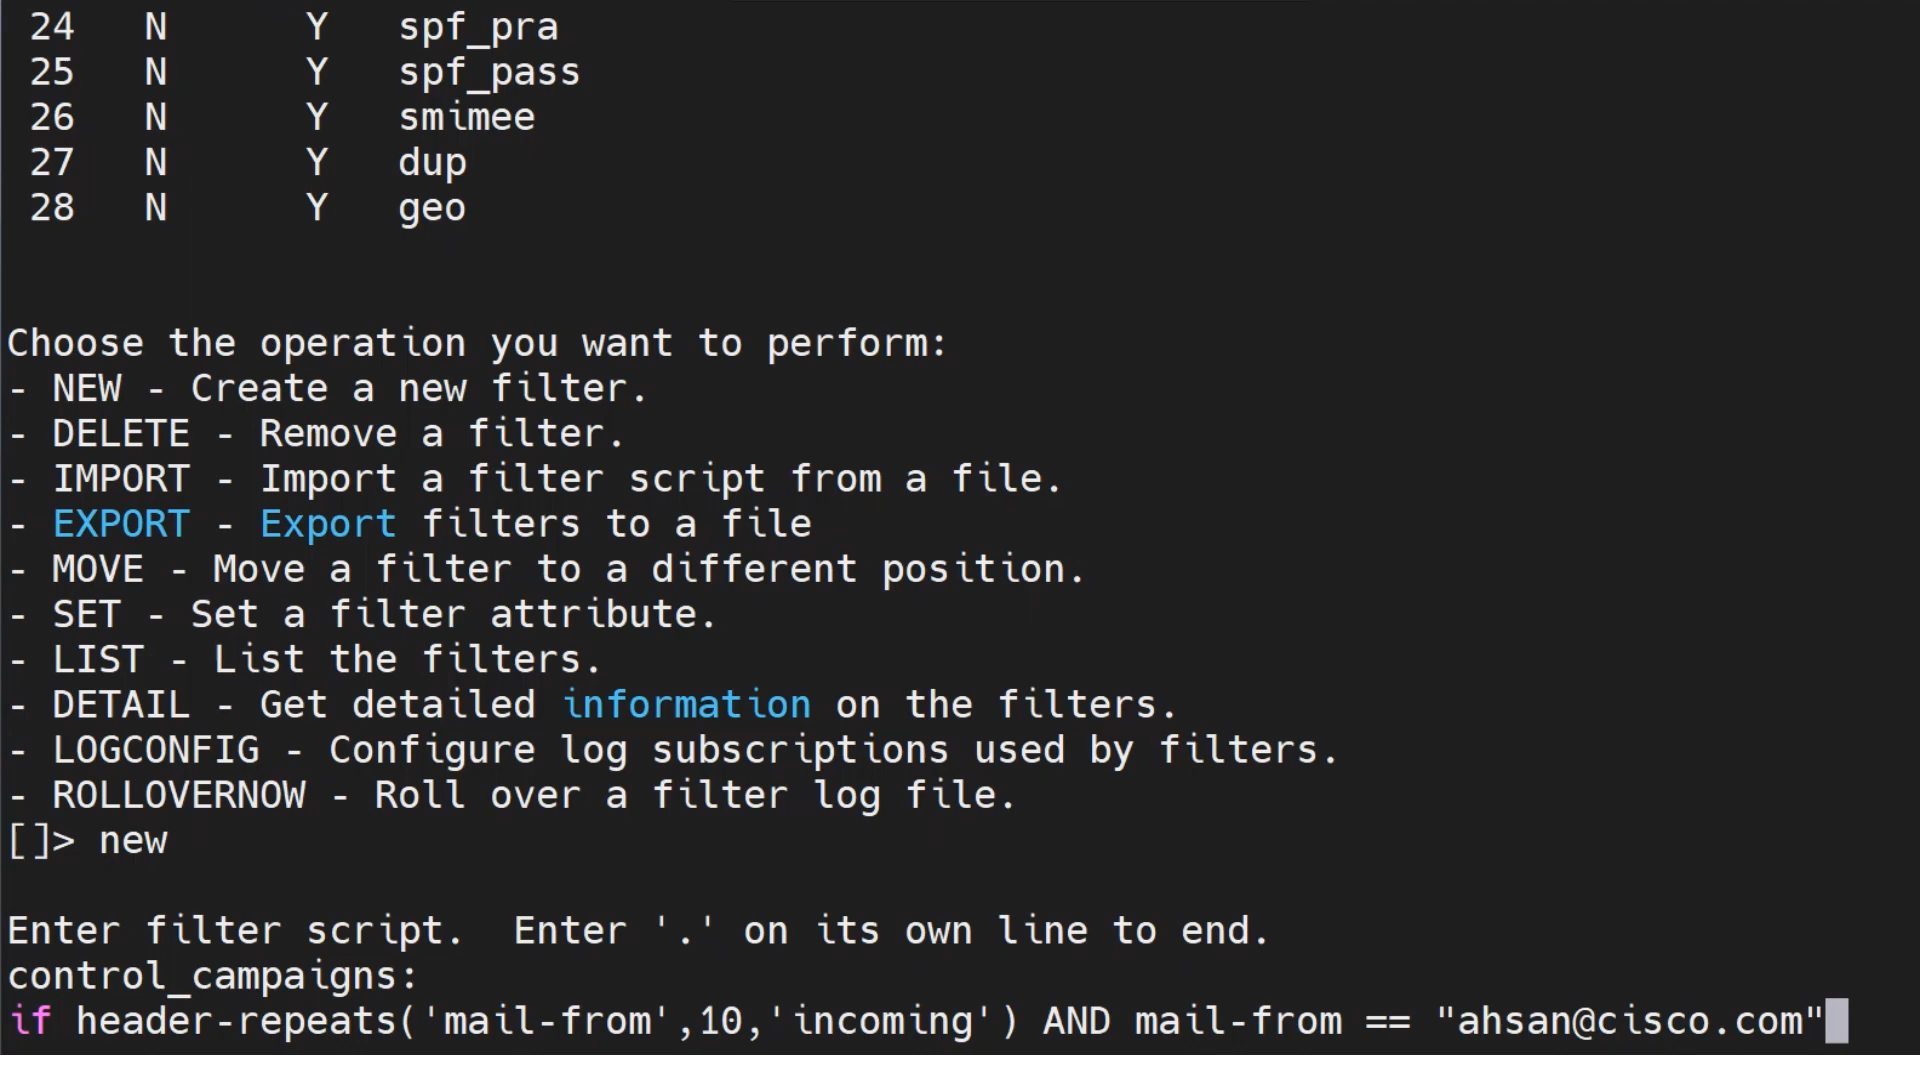 24 N Y spf_pra
25 N Y spf_pass
26 N Y smimee
27 N Y dup
28 N Y geo
Choose the operation you want to perform:
- NEW - Create a new filter.
- DELETE - Remove a filter.
- IMPORT - Import a filter script from a file.
- EXPORT - Export filters to a file
- MOVE - Move a filter to a different position.
- SET - Set a filter attribute.
- LIST - List the filters.
- DETAIL - Get detailed information on the filters.
- LOGCONFIG - Configure log subscriptions used by filters.
- ROLLOVERNOW - Roll over a filter log file.
[]> new
Enter filter script.  Enter '.' on its own line to end.
control_campaigns:
if header-repeats('mail-from',10,'incoming') AND mail-from == "ahsan@cisco.com"